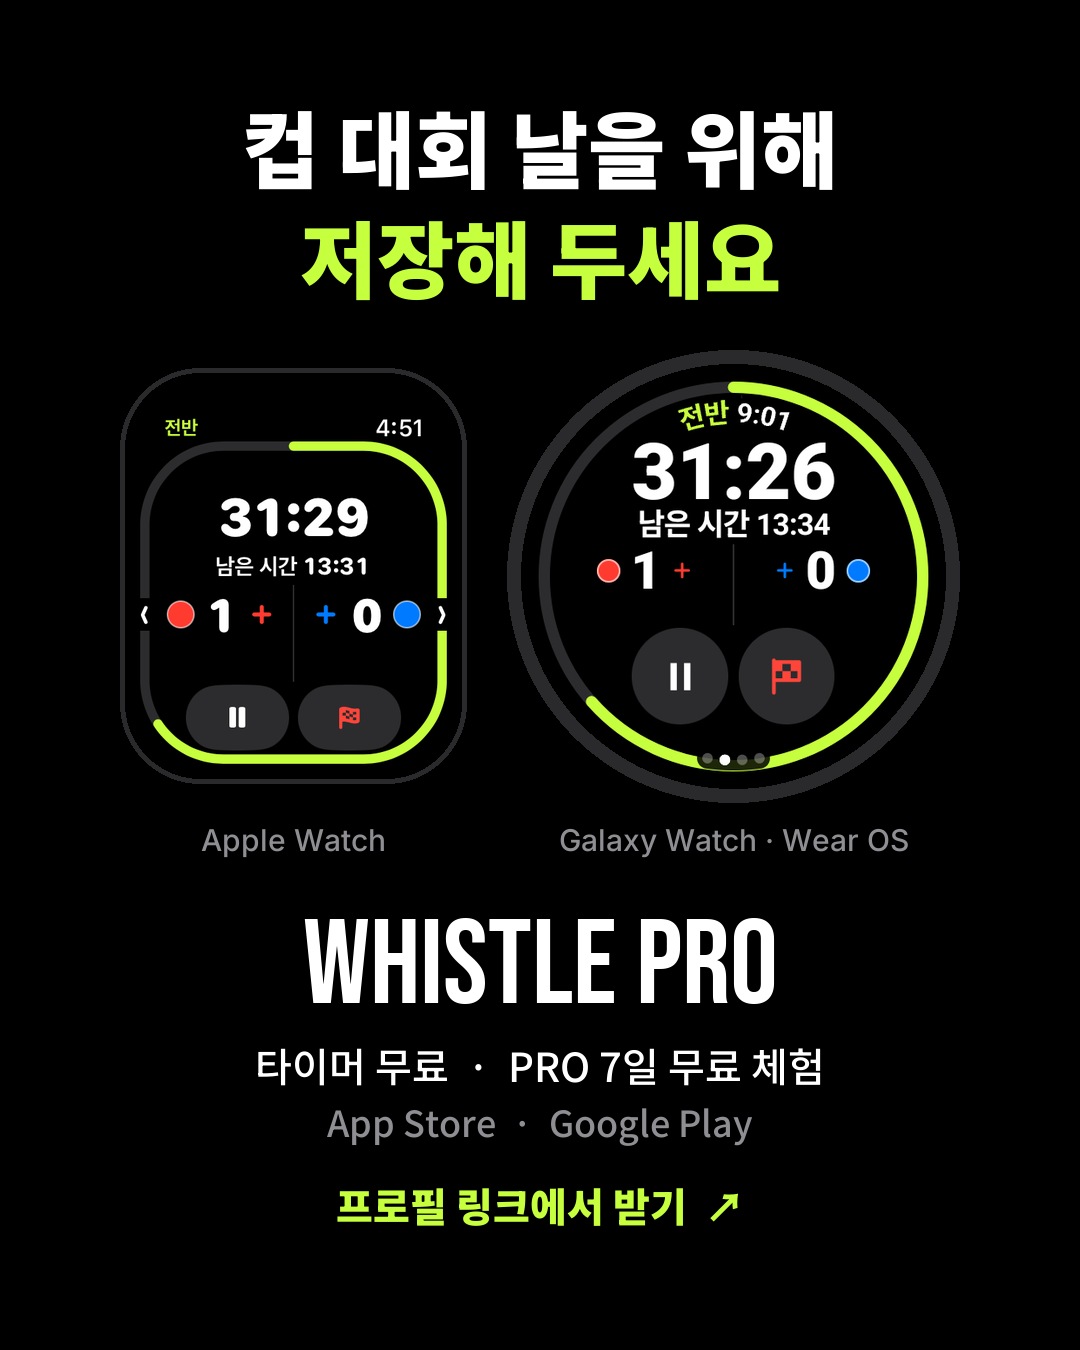 컵 대회 날을 위해
저장해 두세요
전반 4:51
31:29
남은 시간 13:31
1 + + 0
전반 9:01
31:26
남은 시간 13:34
1 + + 0
Apple Watch
Galaxy Watch · Wear OS
WHISTLE PRO
타이머 무료 · PRO 7일 무료 체험
App Store · Google Play
프로필 링크에서 받기 ↗